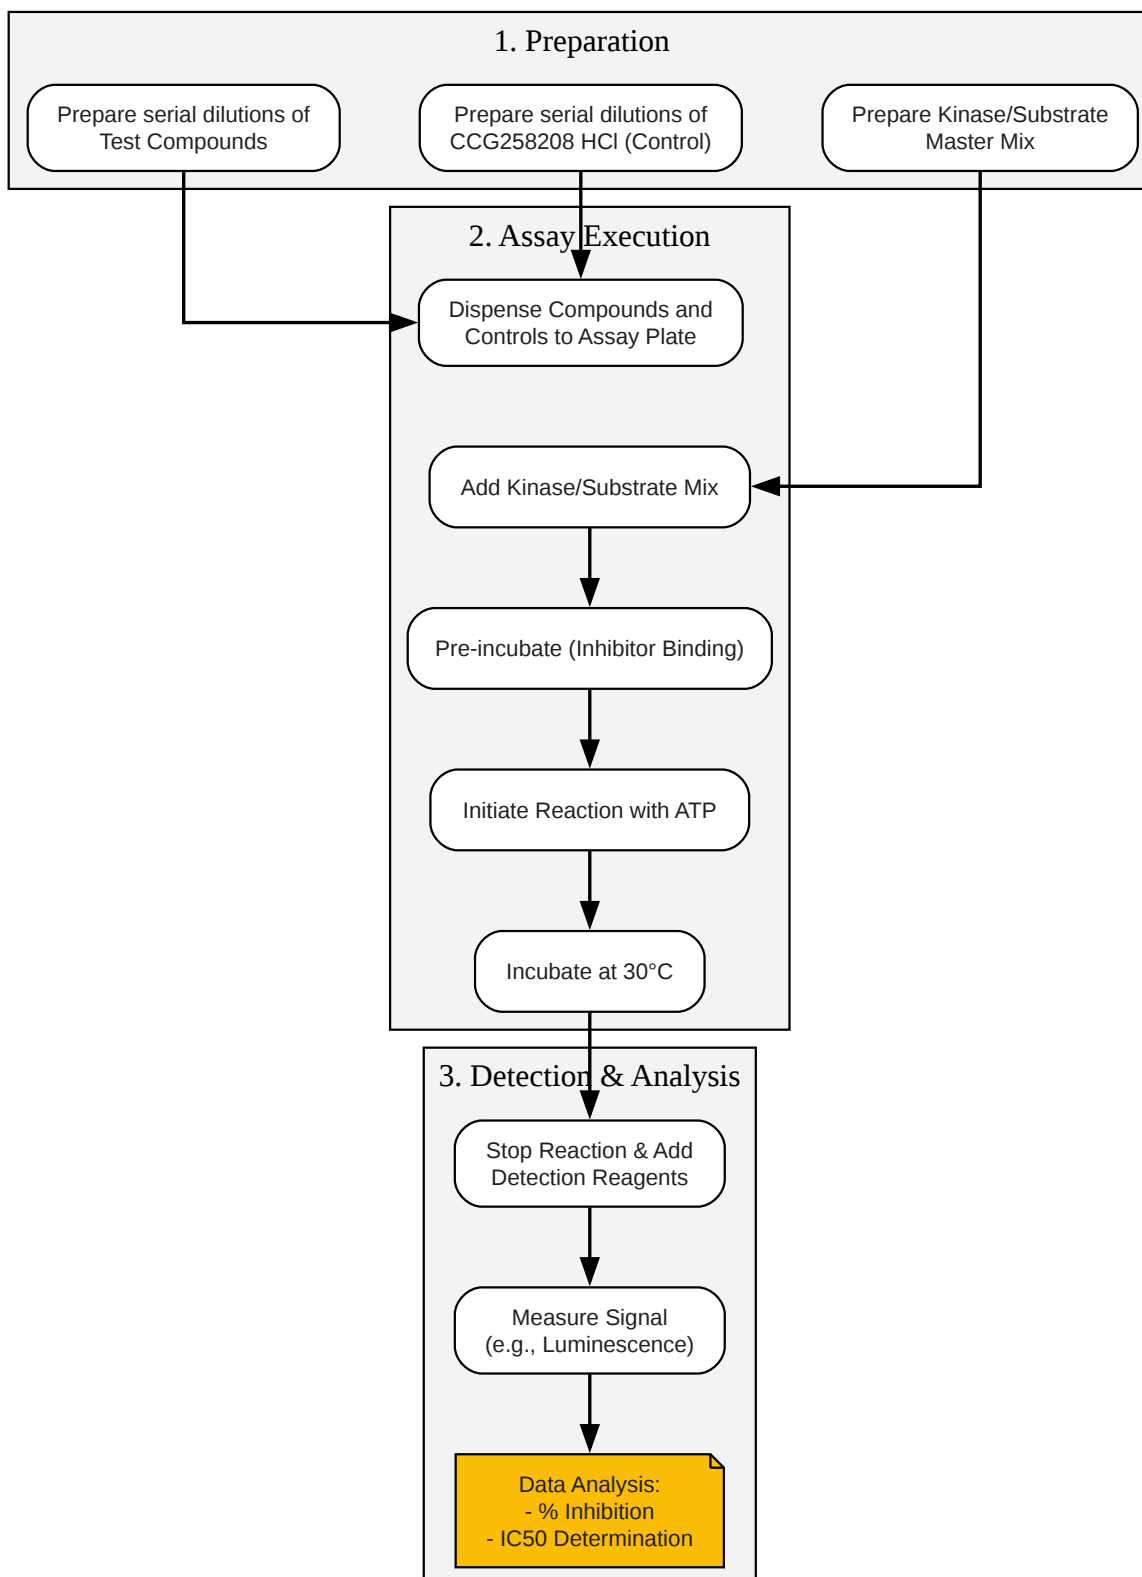 1. Preparation
Prepare serial dilutions of
Test Compounds
Prepare serial dilutions of
CCG258208 HCl (Control)
Prepare Kinase/Substrate
Master Mix
2. Assay Execution
Dispense Compounds and
Controls to Assay Plate
Add Kinase/Substrate Mix
Pre-incubate (Inhibitor Binding)
Initiate Reaction with ATP
Incubate at 30°C
3. Detection & Analysis
Stop Reaction & Add
Detection Reagents
Measure Signal
(e.g., Luminescence)
Data Analysis:
- % Inhibition
- IC50 Determination